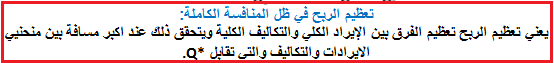 تعظيم الربح في ظل المنافسة الكاملة:
يعني تعظيم الربح تعظيم الفرق بين الإيراد الكلي والتكاليف الكلية ويتحقق ذلك عند اكبر مسافة بين منحنيي
الايرادات والتكاليف والتي تقابل Q*.